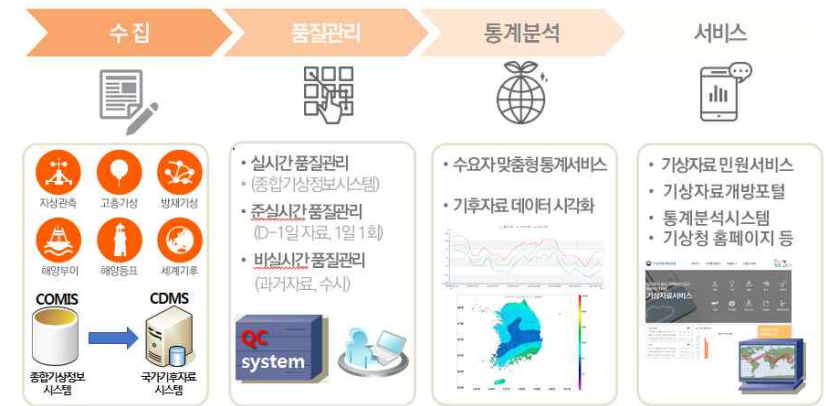 수집
품질관리
통계분석
서비스
지상관측
고층기상
방재기상
해양부이
해양등표
세계기후
COMIS
CDMS
종합기상정보
시스템
국가기후자료
시스템
• 실시간 품질관리
• (종합기상정보시스템)
• 준실시간 품질관리
(D-1일 자료, 1일 1회)
• 비실시간 품질관리
(과거자료, 수시)
QC
system
• 수요자 맞춤형 통계서비스
• 기후자료 데이터 시각화
• 기상자료 민원서비스
• 기상자료개방포털
• 통계분석시스템
• 기상청 홈페이지 등
기상자료서비스